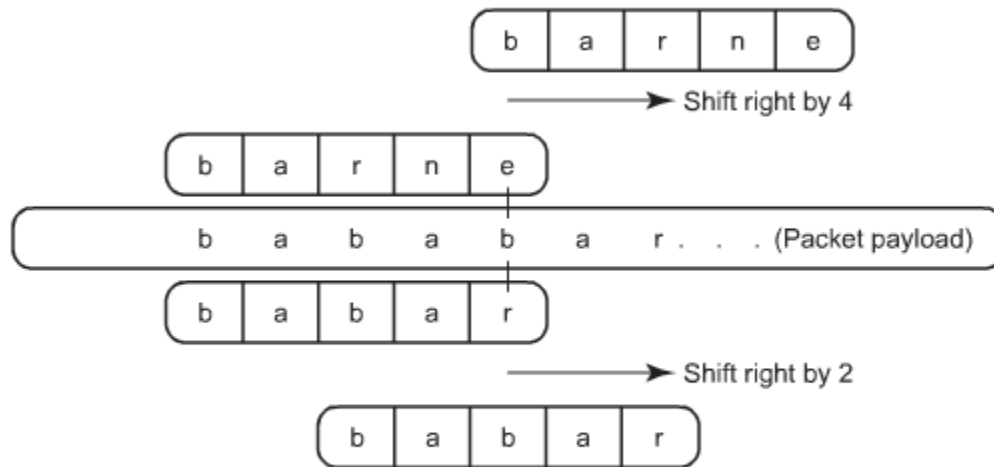 b a r n e
Shift right by 4
b a r n e
b a b a b a r . . . (Packet payload)
b a b a r
Shift right by 2
b a b a r